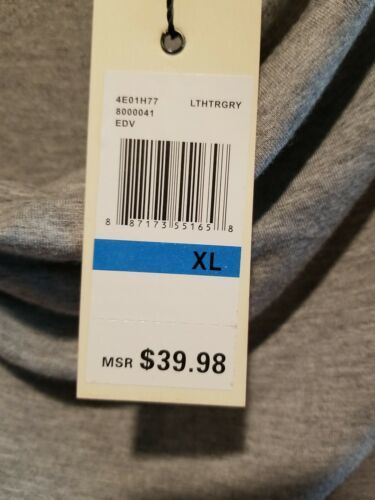 4E01H77 LTHTRGRY
8000041
EDV
8 87173 55165 8
XL
MSR $39.98